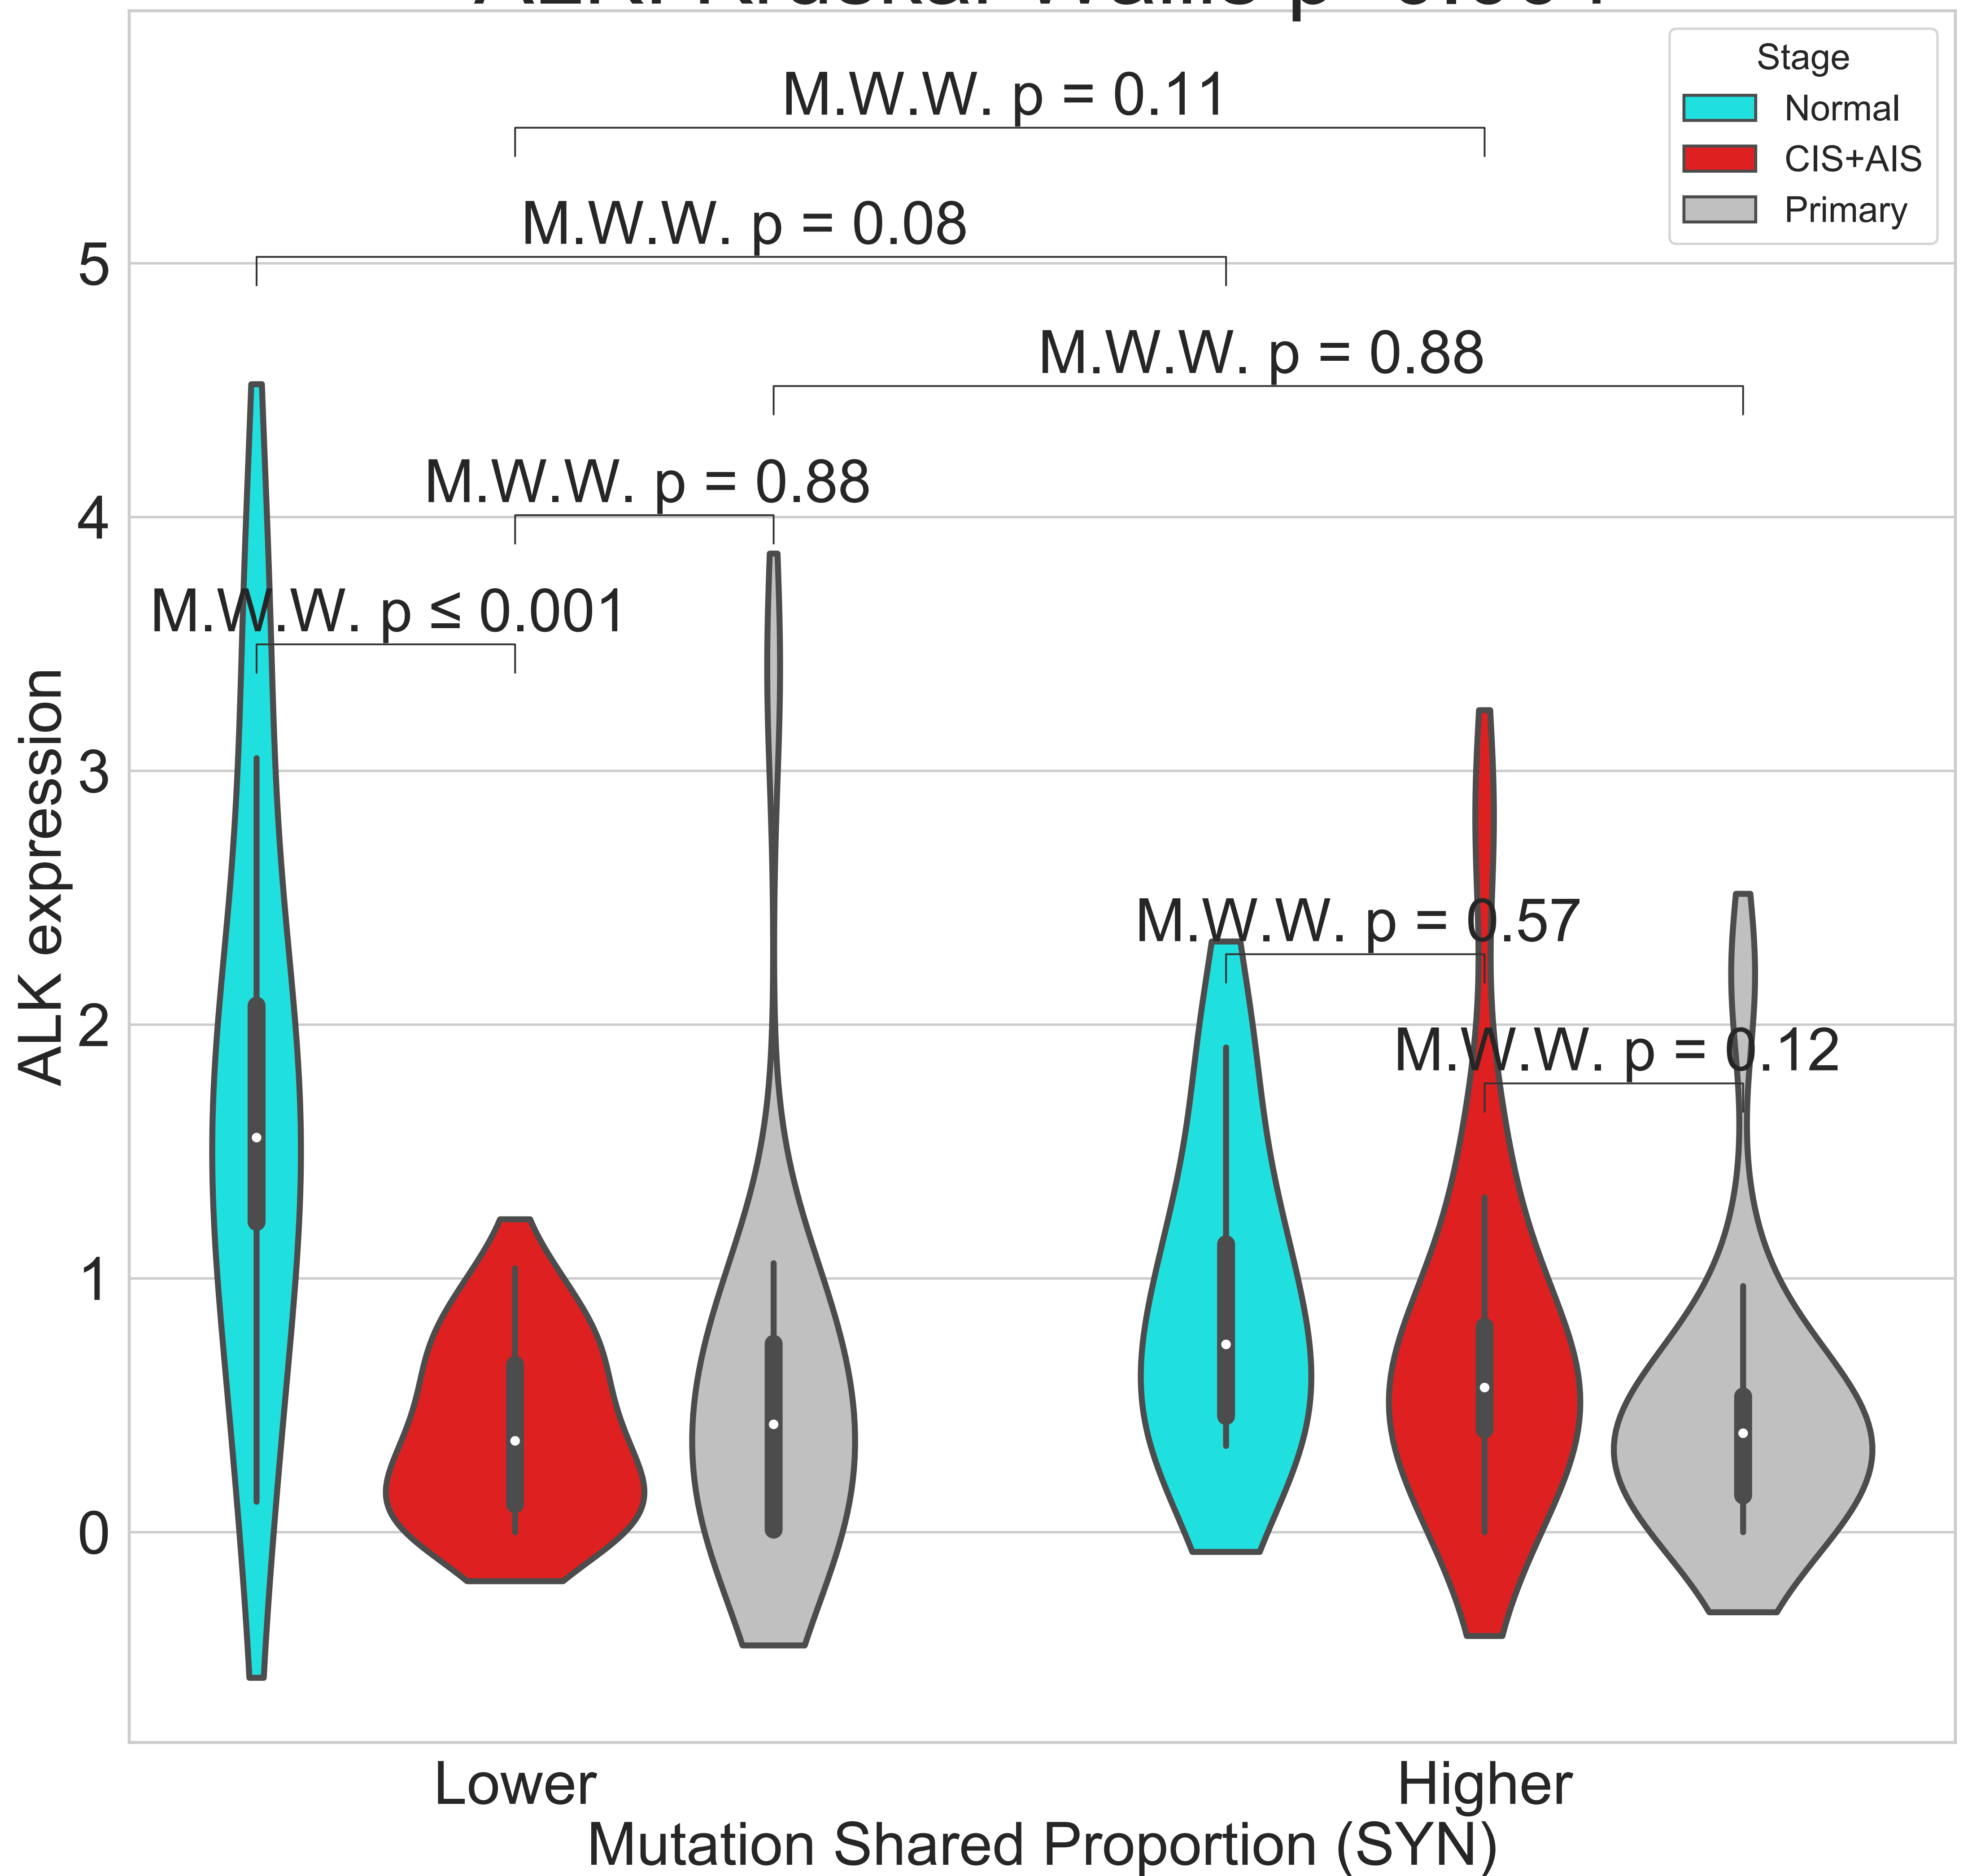 Stage
Normal
CIS+AIS
Primary
M.W.W. p = 0.11
M.W.W. p = 0.08
M.W.W. p = 0.88
M.W.W. p = 0.88
M.W.W. p ≤ 0.001
M.W.W. p = 0.57
M.W.W. p = 0.12
ALK expression
5
4
3
2
1
0
Lower
Higher
Mutation Shared Proportion (SYN)